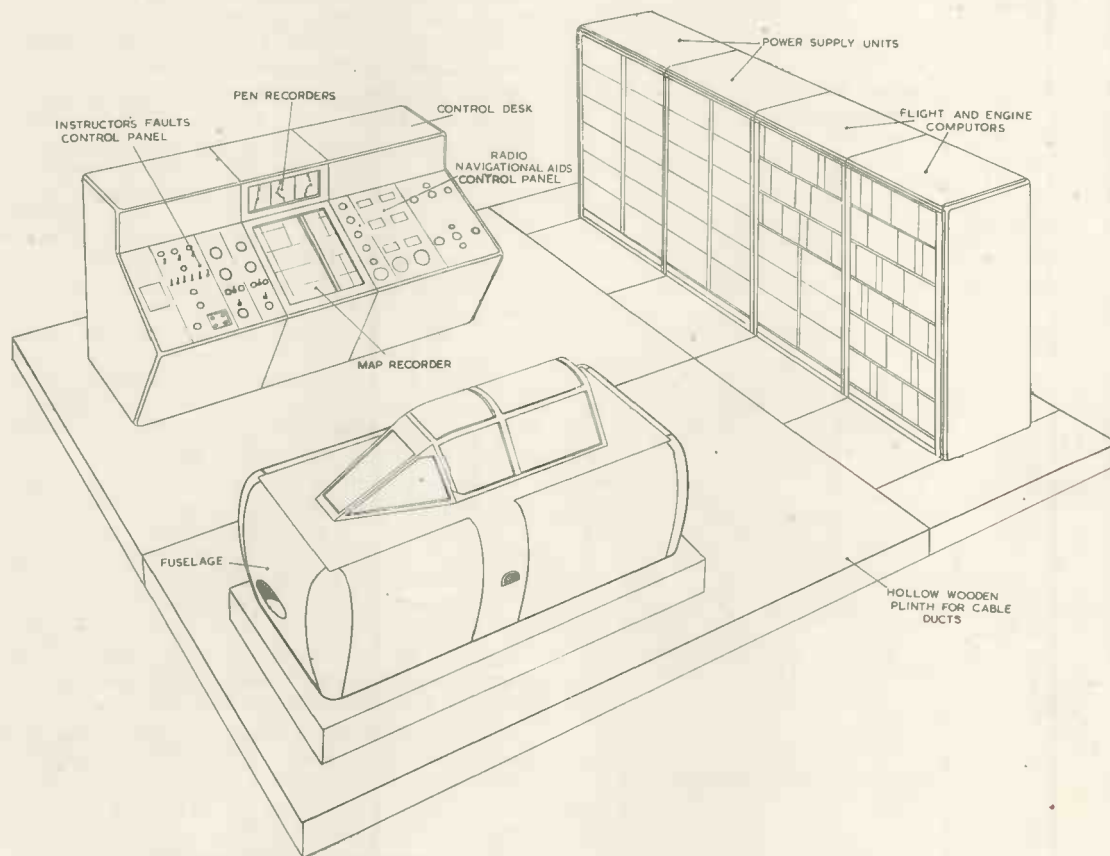 POWER SUPPLY UNITS
PEN RECORDERS
CONTROL DESK
INSTRUCTORS FAULTS
CONTROL PANEL
FLIGHT AND ENGINE
COMPUTORS
RADIO
NAVIGATIONAL AIDS
CONTROL PANEL
MAP RECORDER
FUSELAGE
HOLLOW WOODEN
PLINTH FOR CABLE
DUCTS